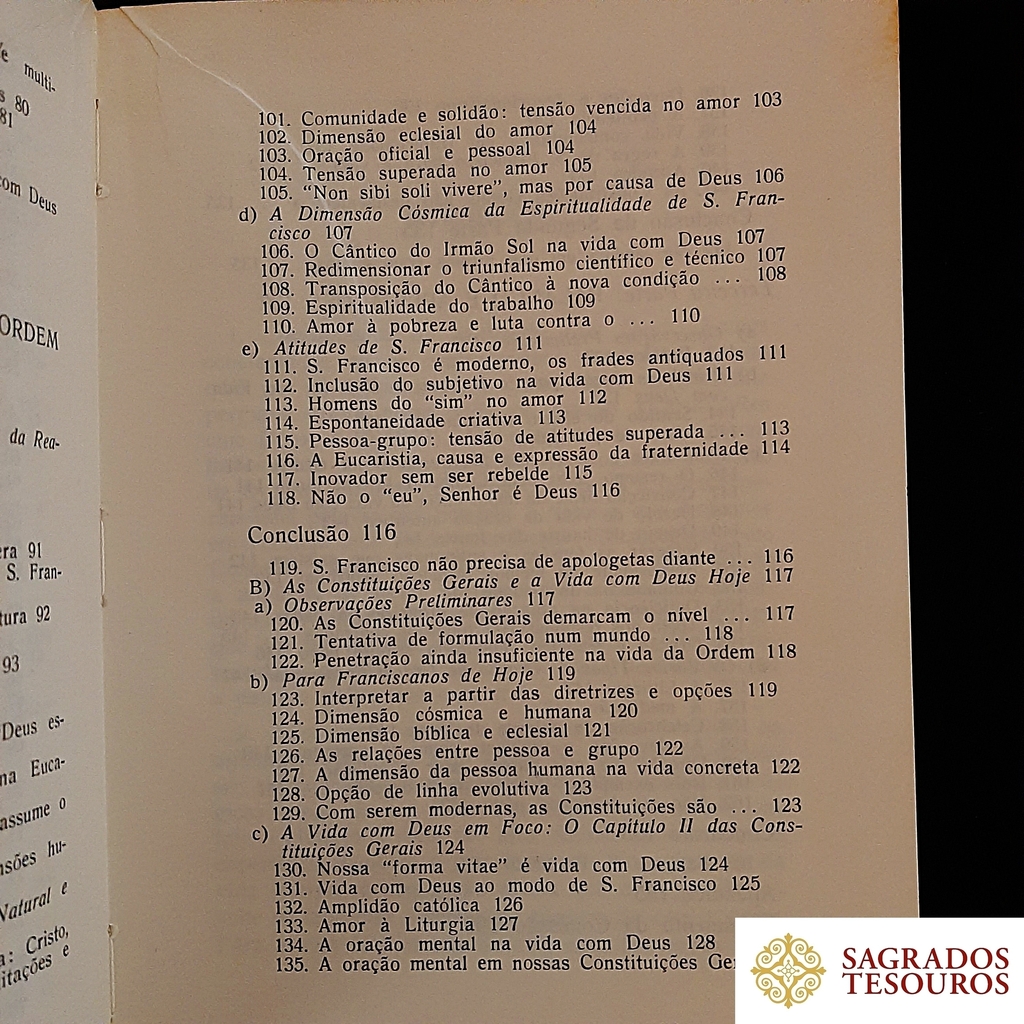 e multi-
s 80
81
com Deus
ORDEM
da Rea-
era 91
S. Fran-
tura 92
93
Deus es-
na Euca-
assume o
nsões hu-
Natural e
a: Cristo,
itações e
101. Comunidade e solidão: tensão vencida no amor 103
102. Dimensão eclesial do amor 104
103. Oração oficial e pessoal 104
104. Tensão superada no amor 105
105. “Non sibi soli vivere”, mas por causa de Deus 106
d) A Dimensão Cósmica da Espiritualidade de S. Fran-
cisco 107
106. O Cântico do Irmão Sol na vida com Deus 107
107. Redimensionar o triunfalismo científico e técnico 107
108. Transposição do Cântico à nova condição ... 108
109. Espiritualidade do trabalho 109
110. Amor à pobreza e luta contra o ... 110
e) Atitudes de S. Francisco 111
111. S. Francisco é moderno, os frades antiquados 111
112. Inclusão do subjetivo na vida com Deus 111
113. Homens do “sim” no amor 112
114. Espontaneidade criativa 113
115. Pessoa-grupo: tensão de atitudes superada ... 113
116. A Eucaristia, causa e expressão da fraternidade 114
117. Inovador sem ser rebelde 115
118. Não o “eu”, Senhor é Deus 116
Conclusão 116
119. S. Francisco não precisa de apologetas diante ... 116
B) As Constituições Gerais e a Vida com Deus Hoje 117
a) Observações Preliminares 117
120. As Constituições Gerais demarcam o nível ... 117
121. Tentativa de formulação num mundo ... 118
122. Penetração ainda insuficiente na vida da Ordem 118
b) Para Franciscanos de Hoje 119
123. Interpretar a partir das diretrizes e opções 119
124. Dimensão cósmica e humana 120
125. Dimensão bíblica e eclesial 121
126. As relações entre pessoa e grupo 122
127. A dimensão da pessoa humana na vida concreta 122
128. Opção de linha evolutiva 123
129. Com serem modernas, as Constituições são ... 123
c) A Vida com Deus em Foco: O Capítulo II das Cons-
tituições Gerais 124
130. Nossa “forma vitae” é vida com Deus 124
131. Vida com Deus ao modo de S. Francisco 125
132. Amplidão católica 126
133. Amor à Liturgia 127
134. A oração mental na vida com Deus 128
135. A oração mental em nossas Constituições Ge
SAGRADOS
TESOUROS